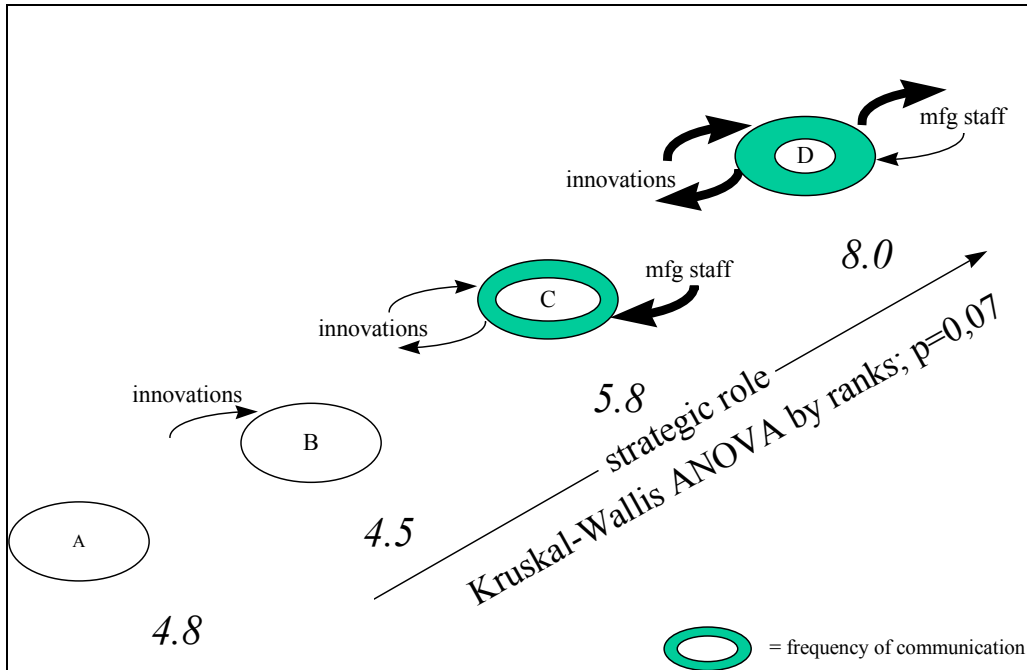 mfg staff
D
innovations
8.0
mfg staff
C
innovations
strategic role
Kruskal-Wallis ANOVA by ranks; p=0,07
5.8
innovations
B
4.5
A
4.8
= frequency of communication